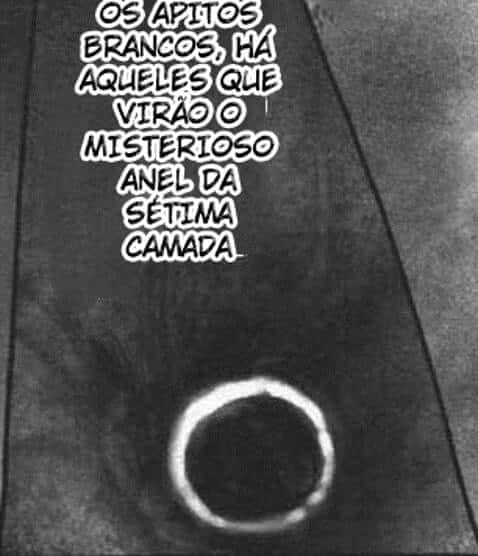 OS APITOS
BRANCOS, HÁ
AQUELES QUE
VIRÃO O
MISTERIOSO
ANEL DA
SÉTIMA
CAMADA